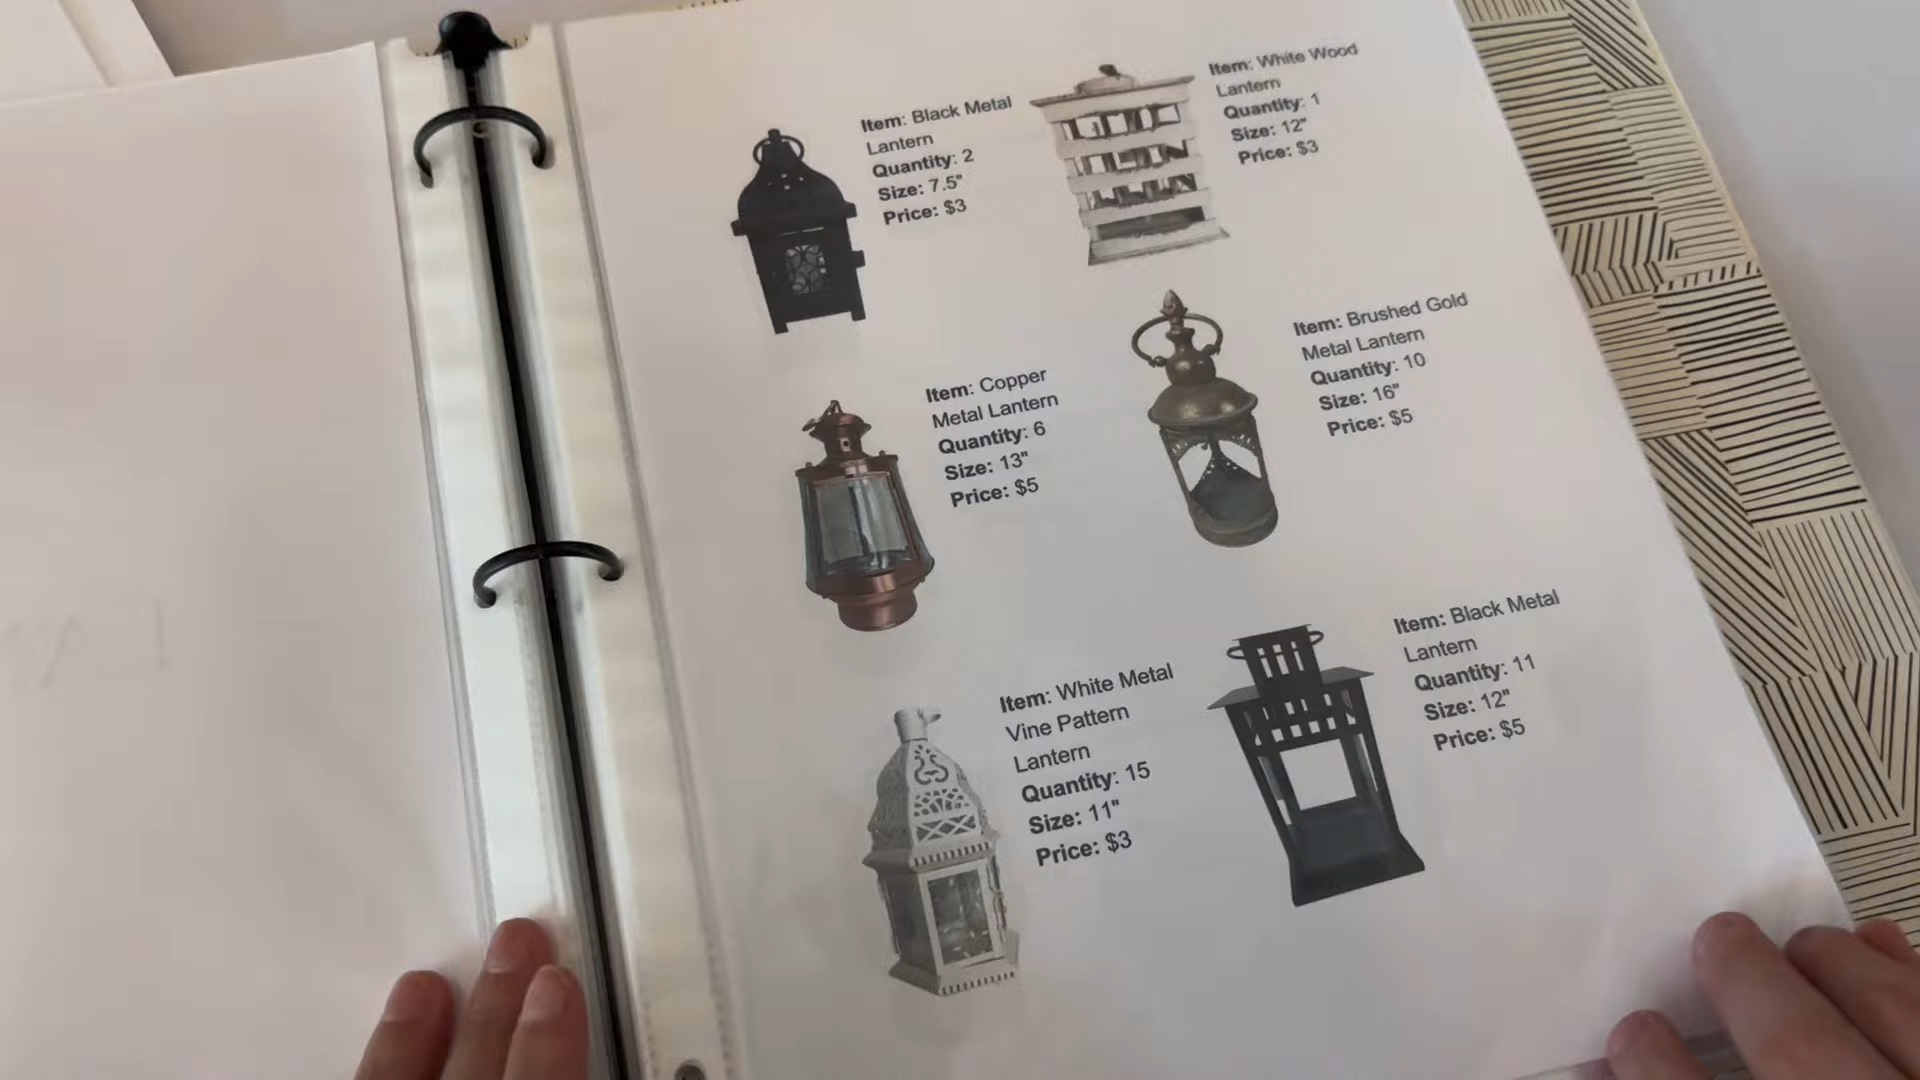 Item: Black Metal
Lantern
Quantity: 2
Size: 7.5"
Price: $3
Item: White Wood
Lantern
Quantity: 1
Size: 12"
Price: $3
Item: Copper
Metal Lantern
Quantity: 6
Size: 13"
Price: $5
Item: Brushed Gold
Metal Lantern
Quantity: 10
Size: 16"
Price: $5
Item: White Metal
Vine Pattern
Lantern
Quantity: 15
Size: 11"
Price: $3
Item: Black Metal
Lantern
Quantity: 11
Size: 12"
Price: $5